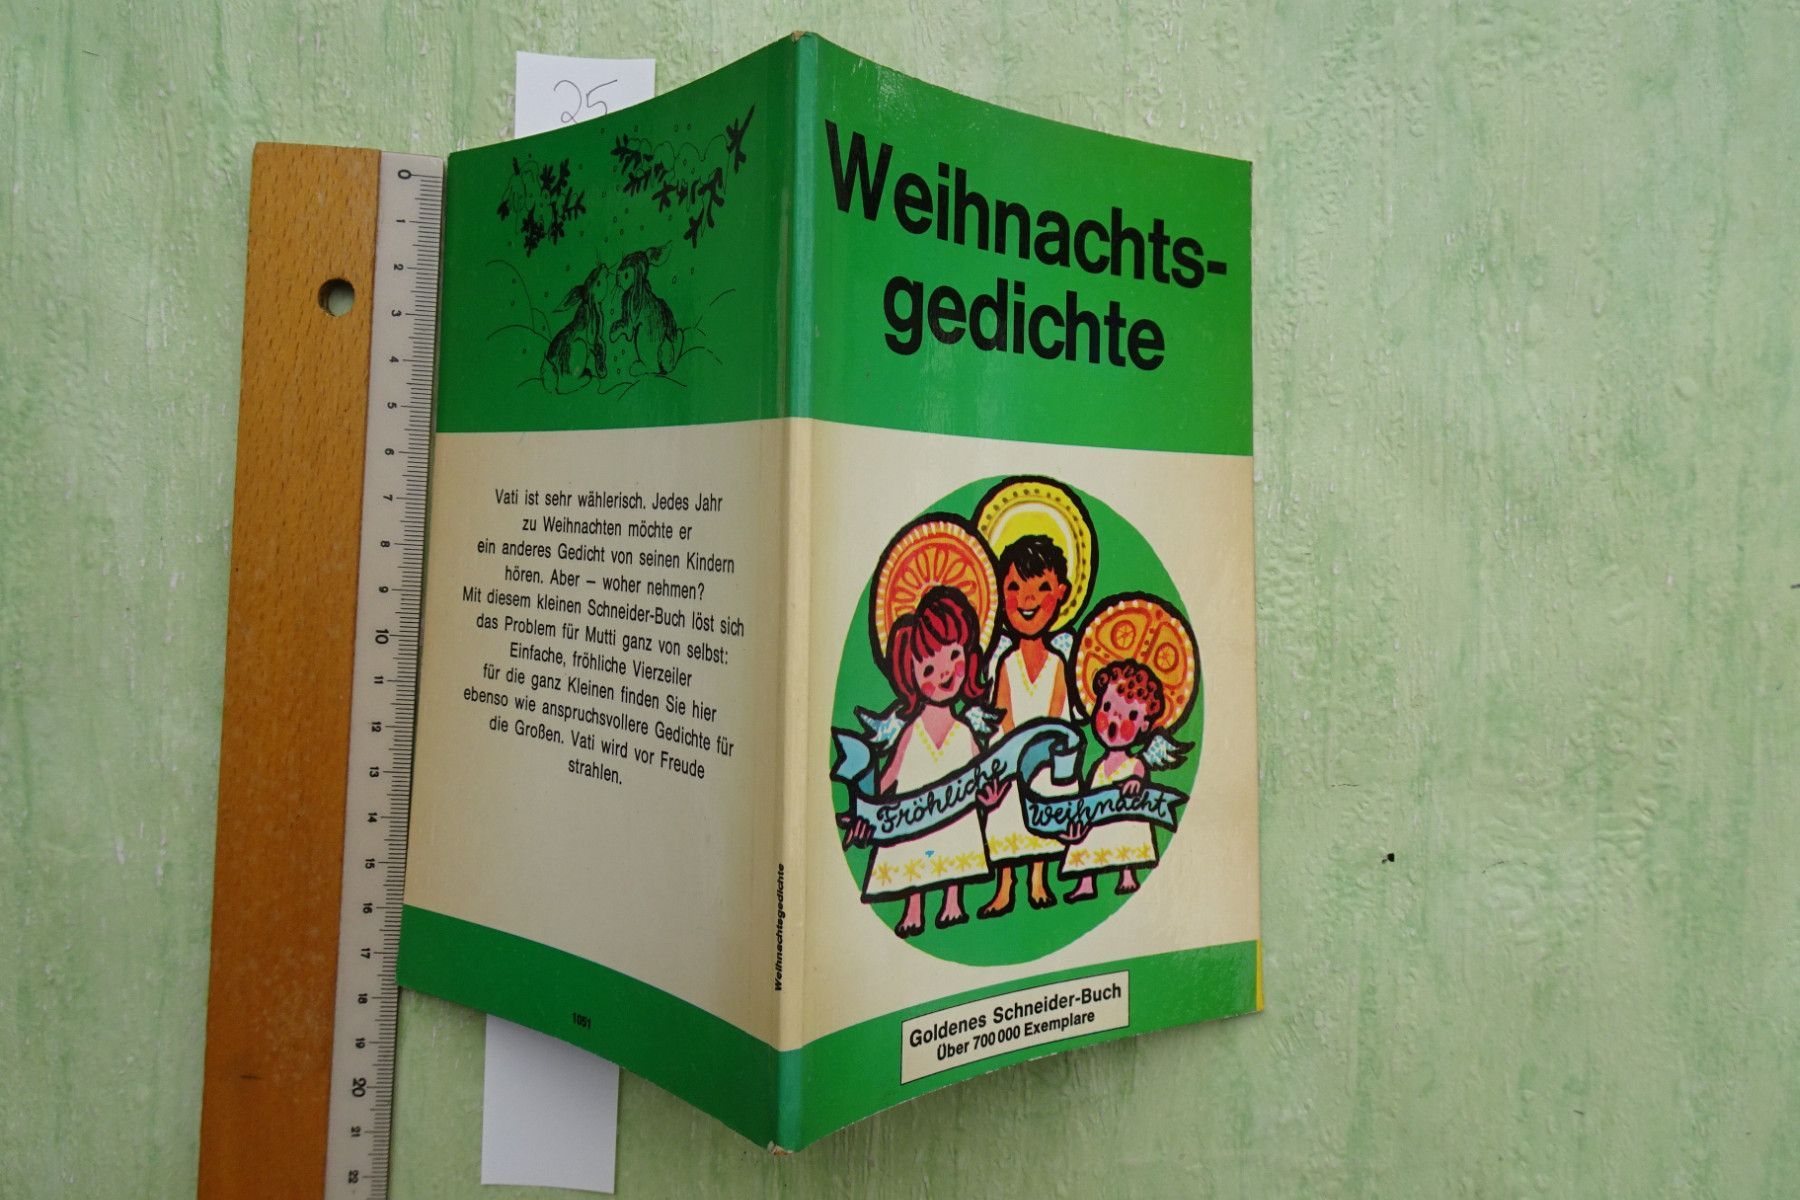 25
Weihnachts-
gedichte
Fröhliche Weihnacht
Goldenes Schneider-Buch
Über 700 000 Exemplare
Weihnachtsgedichte
Vati ist sehr wählerisch. Jedes Jahr
zu Weihnachten möchte er
ein anderes Gedicht von seinen Kindern
hören. Aber – woher nehmen?
Mit diesem kleinen Schneider-Buch löst sich
das Problem für Mutti ganz von selbst:
Einfache, fröhliche Vierzeiler
für die ganz Kleinen finden Sie hier
ebenso wie anspruchsvollere Gedichte für
die Großen. Vati wird vor Freude
strahlen.
1051
0
1
2
3
4
5
6
7
8
9
10
11
12
13
14
15
16
17
18
19
20
21
22